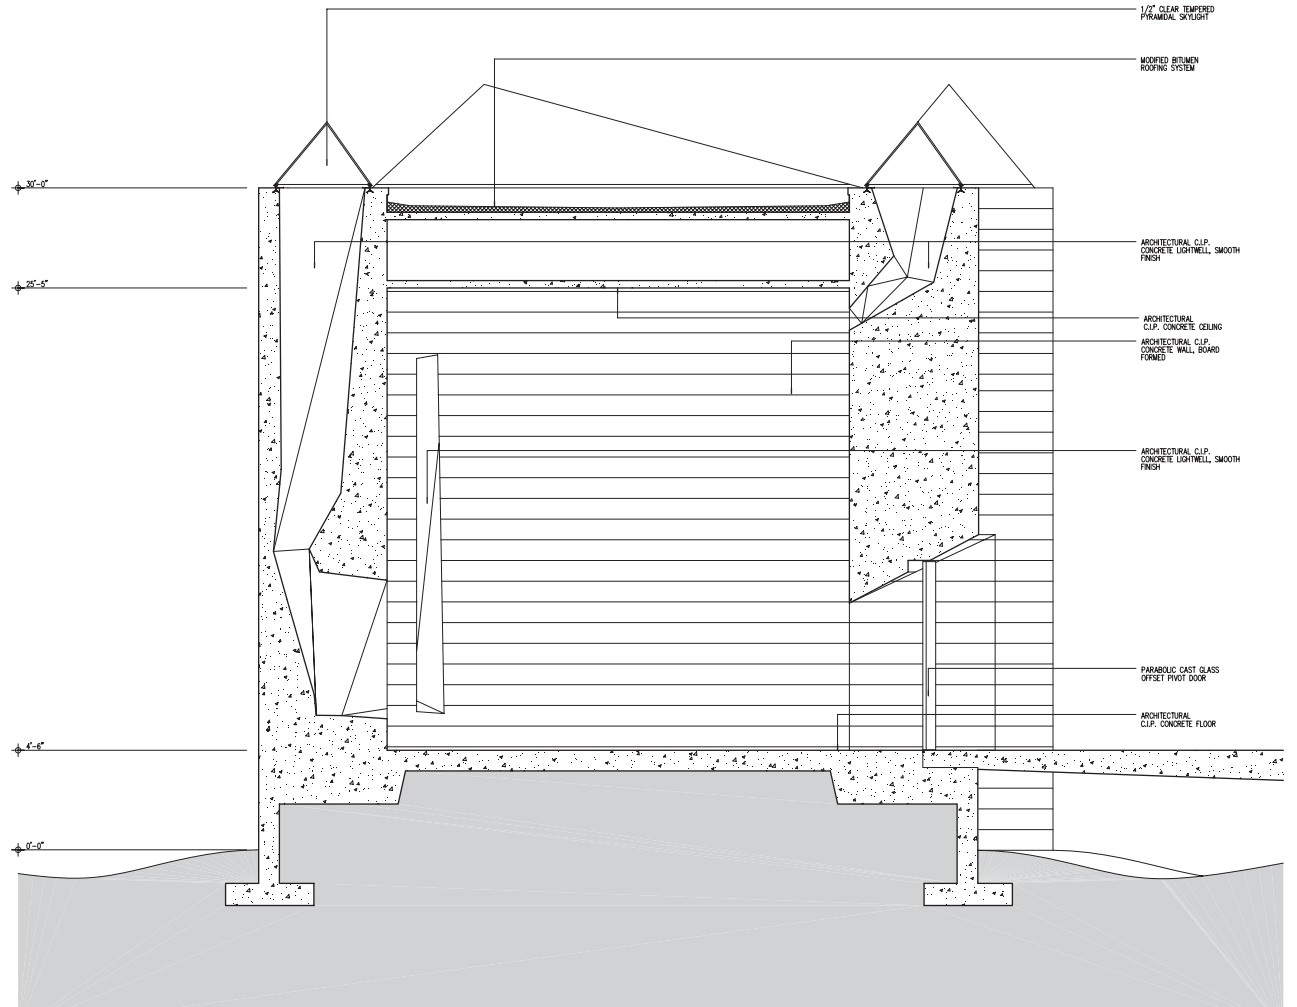 1/2" CLEAR TEMPERED
PYRAMIDAL SKYLIGHT
MODIFIED BITUMEN
ROOFING SYSTEM
30'-0"
ARCHITECTURAL C.I.P.
CONCRETE LIGHTWELL, SMOOTH
FINISH
25'-5"
ARCHITECTURAL
C.I.P. CONCRETE CEILING
ARCHITECTURAL C.I.P.
CONCRETE WALL, BOARD
FORMED
ARCHITECTURAL C.I.P.
CONCRETE LIGHTWELL, SMOOTH
FINISH
PARABOLIC CAST GLASS
OFFSET PIVOT DOOR
ARCHITECTURAL
C.I.P. CONCRETE FLOOR
4'-6"
0'-0"